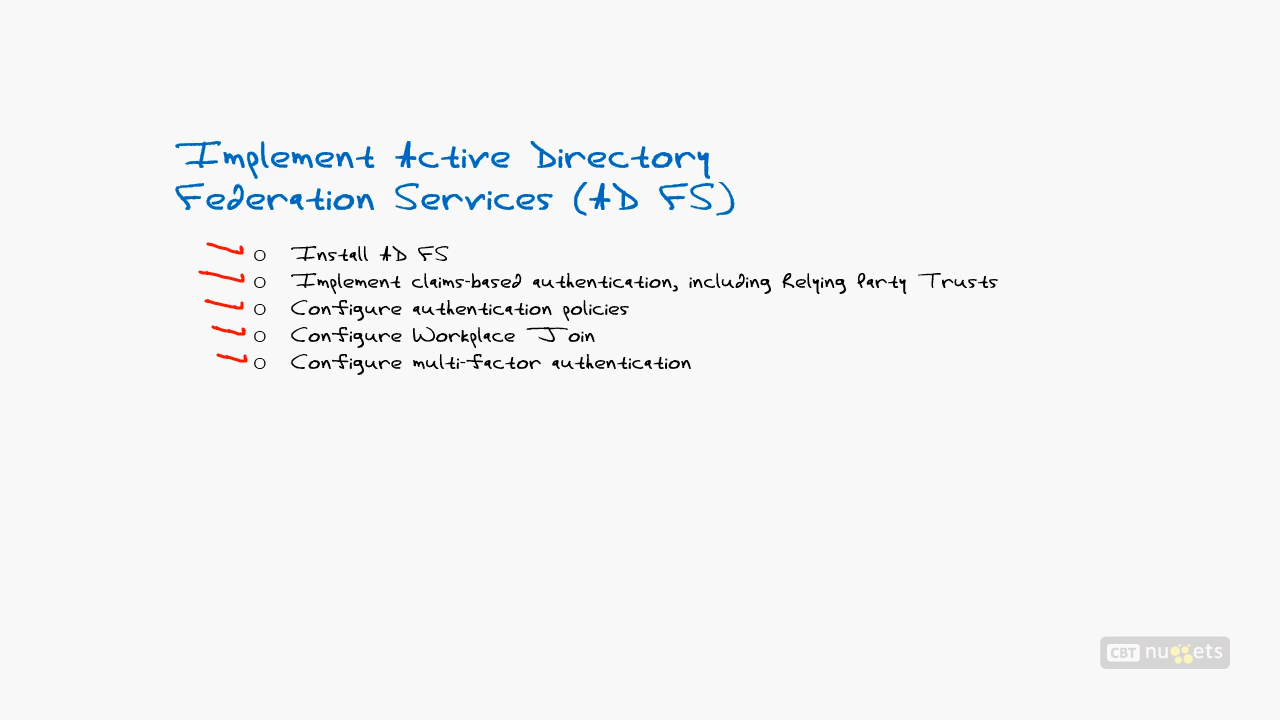 Implement Active Directory
Federation Services (AD FS)
o Install AD FS
o Implement claims-based authentication, including Relying Party Trusts
o Configure authentication policies
o Configure Workplace Join
o Configure multi-factor authentication
CBT nuggets